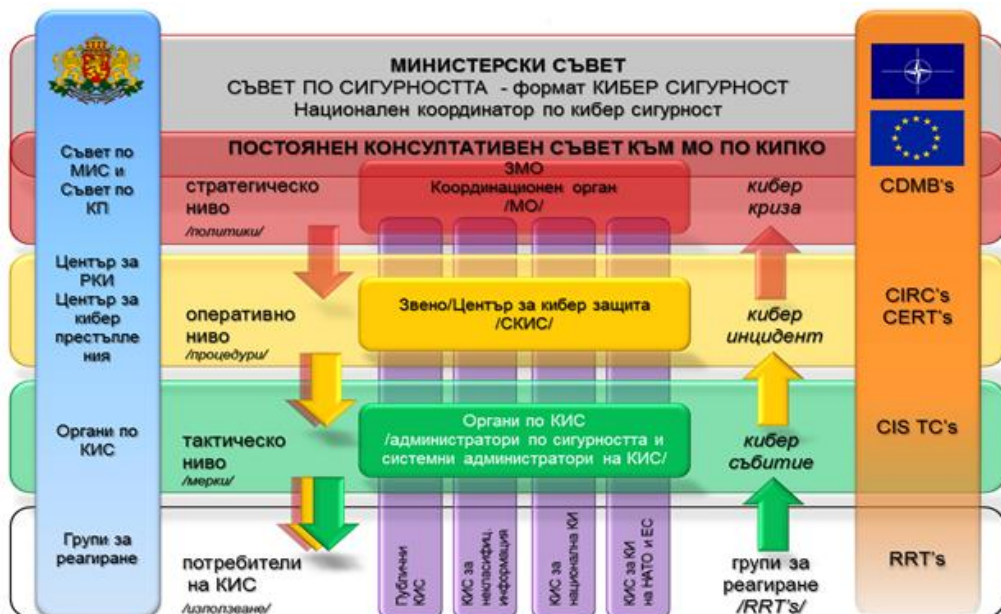 МИНИСТЕРСКИ СЪВЕТ
СЪВЕТ ПО СИГУРНОСТТА - формат КИБЕР СИГУРНОСТ
Национален координатор по кибер сигурност
ПОСТОЯНЕН КОНСУЛТАТИВЕН СЪВЕТ КЪМ МО ПО КИПКО
Съвет по
МИС и
Съвет по
КП
стратегическо
ниво
/политики/
ЗМО
Координационен орган
/МО/
кибер
криза
CDMB's
Център за
РКИ
Център за
кибер
престъпле
ния
оперативно
ниво
/процедури/
Звено/Център за кибер защита
/СКИС/
кибер
инцидент
CIRC's
CERT's
Органи по
КИС
тактическо
ниво
/мерки/
Органи по КИС
/администратори по сигурността и
системни администратори на КИС/
кибер
събитие
CIS TC's
Групи за
реагиране
потребители
на КИС
/използване/
Публични
КИС
КИС за
некласифиц.
информация
КИС за
национална КИ
КИС за КИ
на НАТО и ЕС
групи за
реагиране
/RRT's/
RRT's